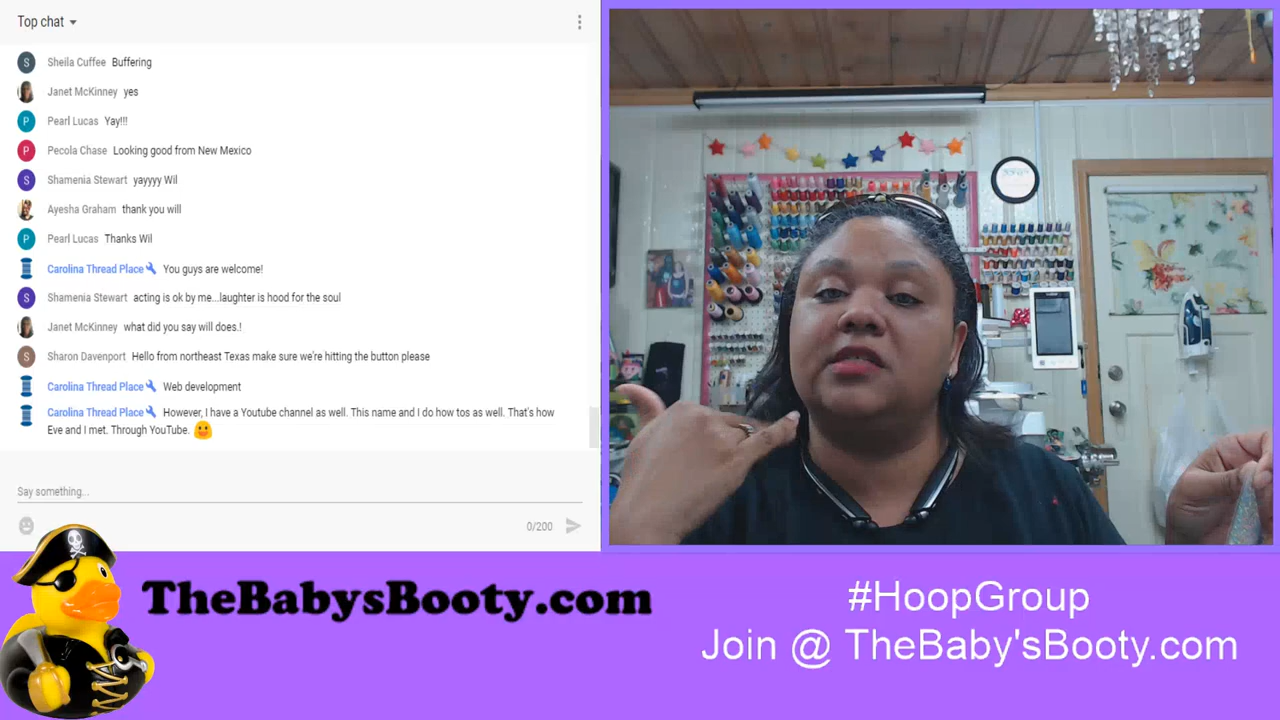 Top chat
Sheila Cuffee Buffering
Janet McKinney yes
Pearl Lucas Yay!!!
Pecola Chase Looking good from New Mexico
Shamenia Stewart yayyyy Wil
Ayesha Graham thank you will
Pearl Lucas Thanks Wil
Carolina Thread Place You guys are welcome!
Shamenia Stewart acting is ok by me...laughter is hood for the soul
Janet McKinney what did you say will does.!
Sharon Davenport Hello from northeast Texas make sure we're hitting the button please
Carolina Thread Place Web development
Carolina Thread Place However, I have a Youtube channel as well. This name and I do how tos as well. That's how
Eve and I met. Through YouTube.
Say something...
0/200
TheBabysBooty.com
#HoopGroup
Join @ TheBaby'sBooty.com